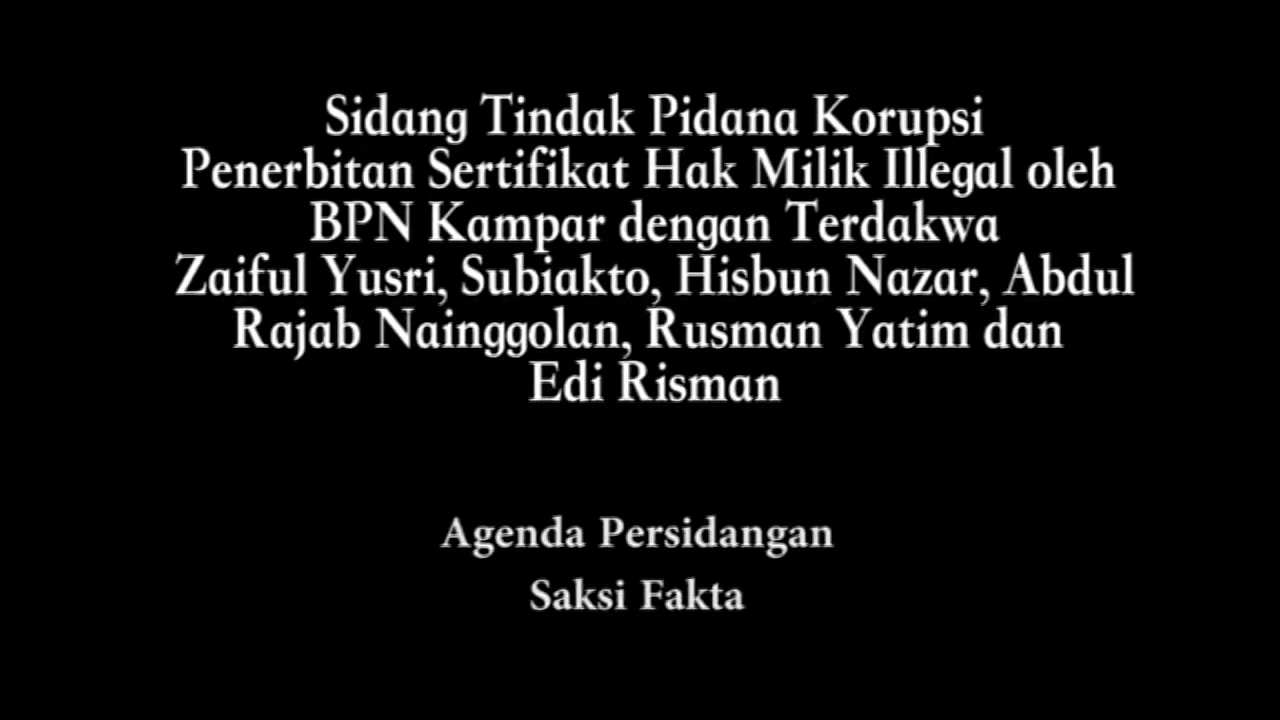 Sidang Tindak Pidana Korupsi
Penerbitan Sertifikat Hak Milik Illegal oleh
BPN Kampar dengan Terdakwa
Zaiful Yusri, Subiakto, Hisbun Nazar, Abdul
Rajab Nainggolan, Rusman Yatim dan
Edi Risman
Agenda Persidangan
Saksi Fakta